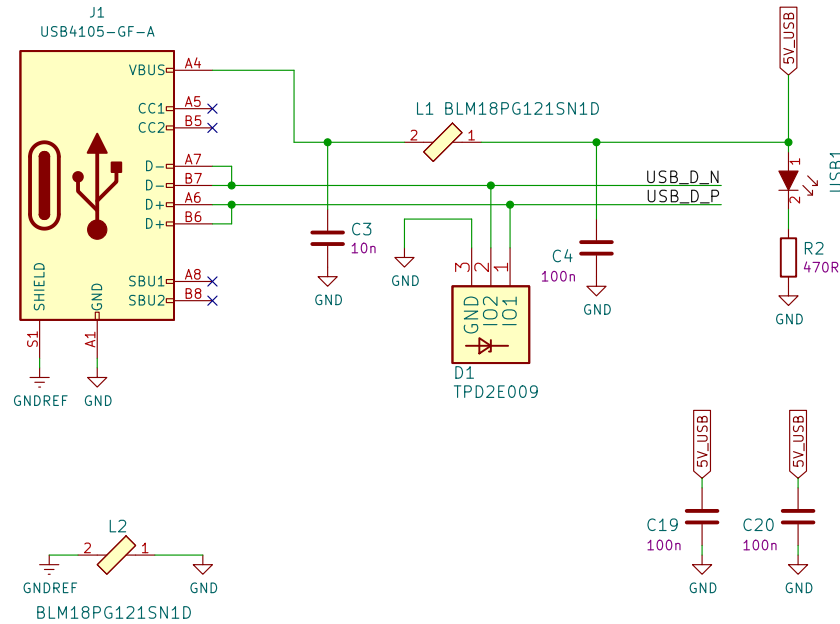 J1
USB4105-GF-A
5V_USB
VBUS A4
CC1 A5
CC2 B5
L1 BLM18PG121SN1D
2 1
D- A7
D- B7
D+ A6
D+ B6
USB_D_N
USB_D_P
1
2
USB1
C3
10n
GND
GND
3 2 1
GND IO2 IO1
D1
TPD2E009
C4
100n
GND
R2
470R
GND
SBU1 A8
SBU2 B8
SHIELD
GND
S1
A1
GNDREF
GND
5V_USB
5V_USB
C19
100n
GND
C20
100n
GND
L2
2 1
GNDREF
GND
BLM18PG121SN1D